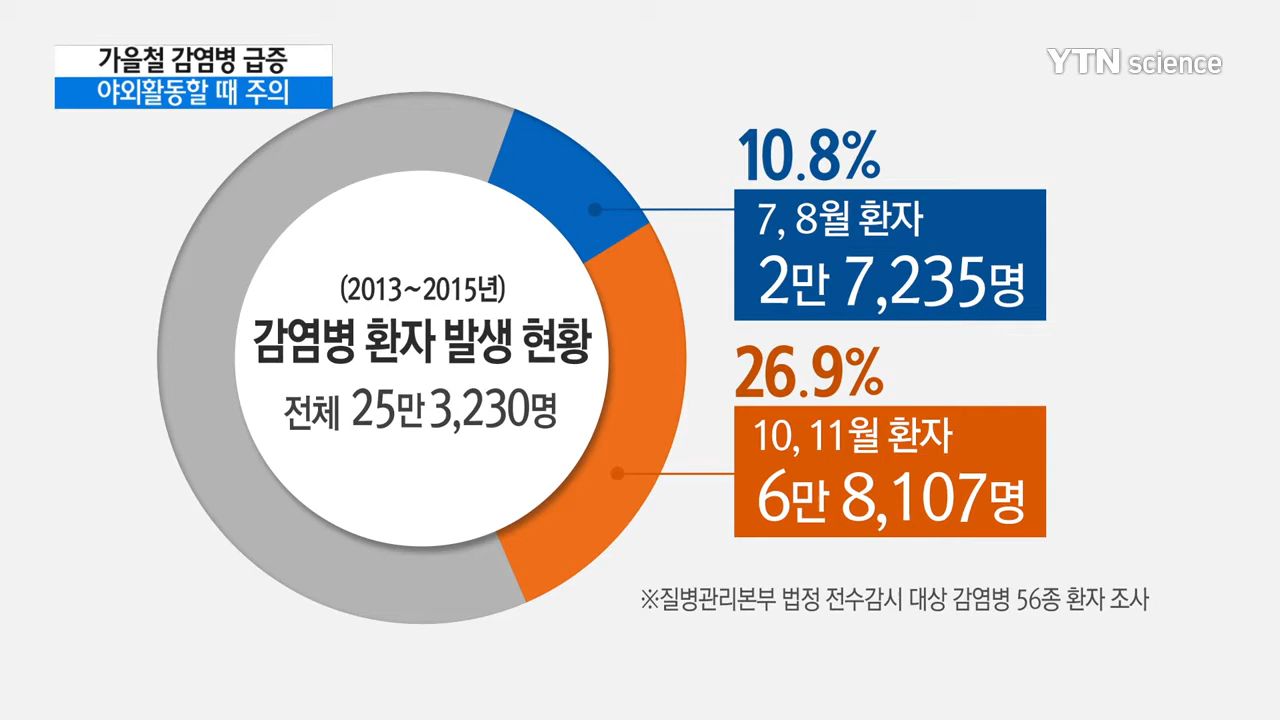 가을철 감염병 급증
야외활동할 때 주의
YTN science
10.8%
7, 8월 환자
2만 7,235명
(2013~2015년)
감염병 환자 발생 현황
전체 25만 3,230명
26.9%
10, 11월 환자
6만 8,107명
※질병관리본부 법정 전수감시 대상 감염병 56종 환자 조사